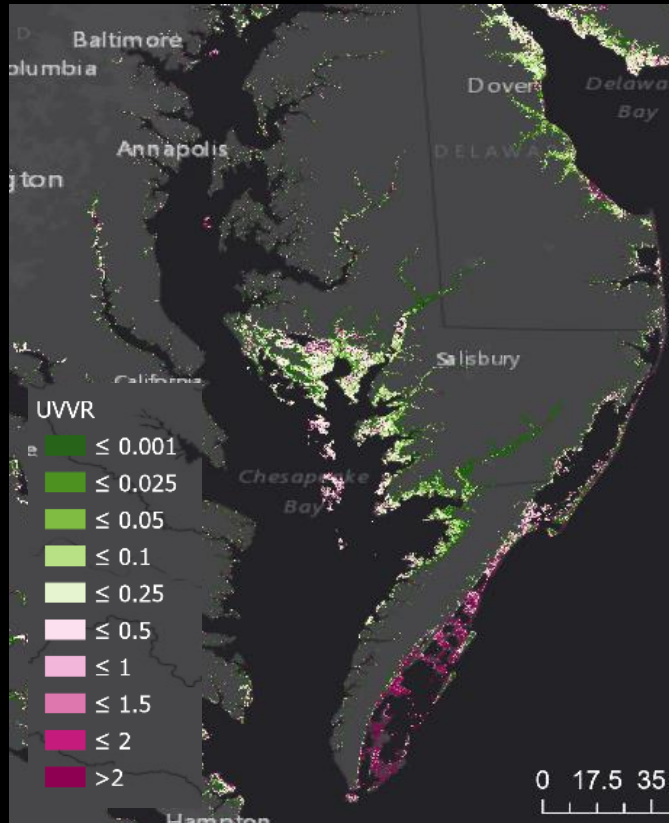 D
Baltimore
olumbia
Dover
Delawa
Bay
Annapolis
DELAWA
gton
Salisbury
California
UVVR
≤ 0.001
e
≤ 0.025
≤ 0.05
≤ 0.1
≤ 0.25
≤ 0.5
≤ 1
≤ 1.5
≤ 2
>2
Chesapeake
Bay
0 17.5 35
Hampton